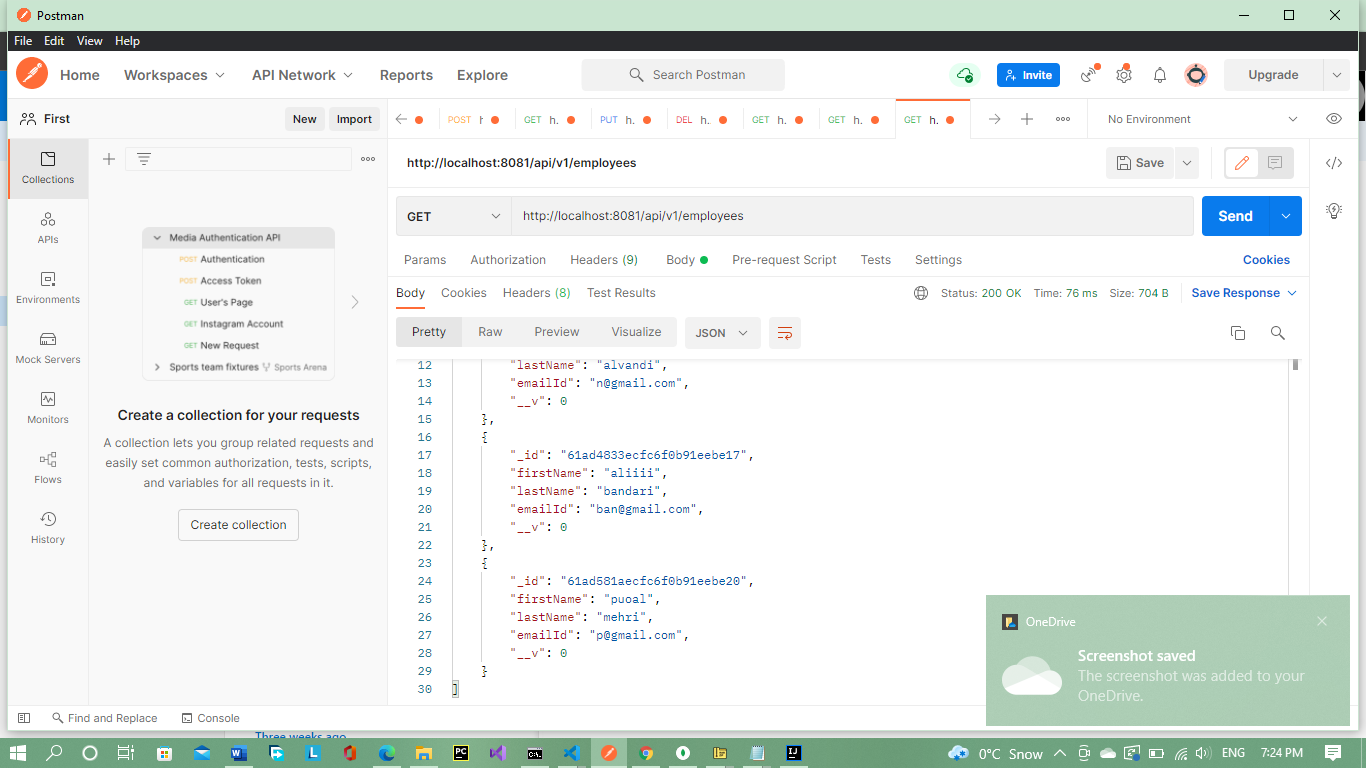 Postman
File Edit View Help
Home Workspaces API Network Reports Explore Search Postman Invite Upgrade
First New Import POST h GET h. PUT h. DEL h. GET h. GET h. GET h. No Environment
http://localhost:8081/api/v1/employees Save
GET http://localhost:8081/api/v1/employees Send
Params Authorization Headers (9) Body Pre-request Script Tests Settings Cookies
Body Cookies Headers (8) Test Results Status: 200 OK Time: 76 ms Size: 704 B Save Response
Pretty Raw Preview Visualize JSON
Collections
APIs
Environments
Mock Servers
Monitors
Flows
History
Media Authentication API
POST Authentication
POST Access Token
GET User's Page
GET Instagram Account
GET New Request
Sports team fixtures Sports Arena
Create a collection for your requests
A collection lets you group related requests and
easily set common authorization, tests, scripts,
and variables for all requests in it.
Create collection
12 "lastName": "alvandi",
13 "emailId": "n@gmail.com",
14 "__v": 0
15 },
16 {
17 "_id": "61ad4833ecfc6f0b91eebe17",
18 "firstName": "aliiii",
19 "lastName": "bandari",
20 "emailId": "ban@gmail.com",
21 "__v": 0
22 },
23 {
24 "_id": "61ad581aecfc6f0b91eebe20",
25 "firstName": "puoal",
26 "lastName": "mehri",
27 "emailId": "p@gmail.com",
28 "__v": 0
29 }
30 ]
OneDrive
Screenshot saved
The screenshot was added to your
OneDrive.
Find and Replace Console
Three weeks ago
0°C Snow ENG 7:24 PM